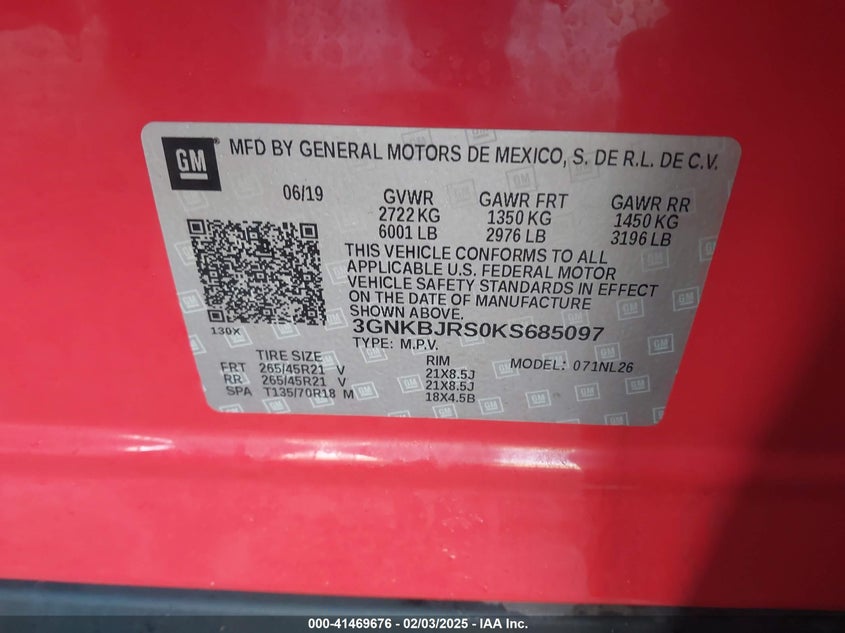 GM
MFD BY GENERAL MOTORS DE MEXICO, S. DE R.L. DE C.V.
06/19 GVWR GAWR FRT GAWR RR
2722 KG 1350 KG 1450 KG
6001 LB 2976 LB 3196 LB
THIS VEHICLE CONFORMS TO ALL
APPLICABLE U.S. FEDERAL MOTOR
VEHICLE SAFETY STANDARDS IN EFFECT
ON THE DATE OF MANUFACTURE
SHOWN ABOVE.
130X
3GNKBJRS0KS685097
TYPE: M.P.V.
TIRE SIZE RIM MODEL: 071NL26
FRT 265/45R21 V 21X8.5J
RR 265/45R21 V 21X8.5J
SPA T135/70R18 M 18X4.5B
000-41469676 - 02/03/2025 - IAA Inc.